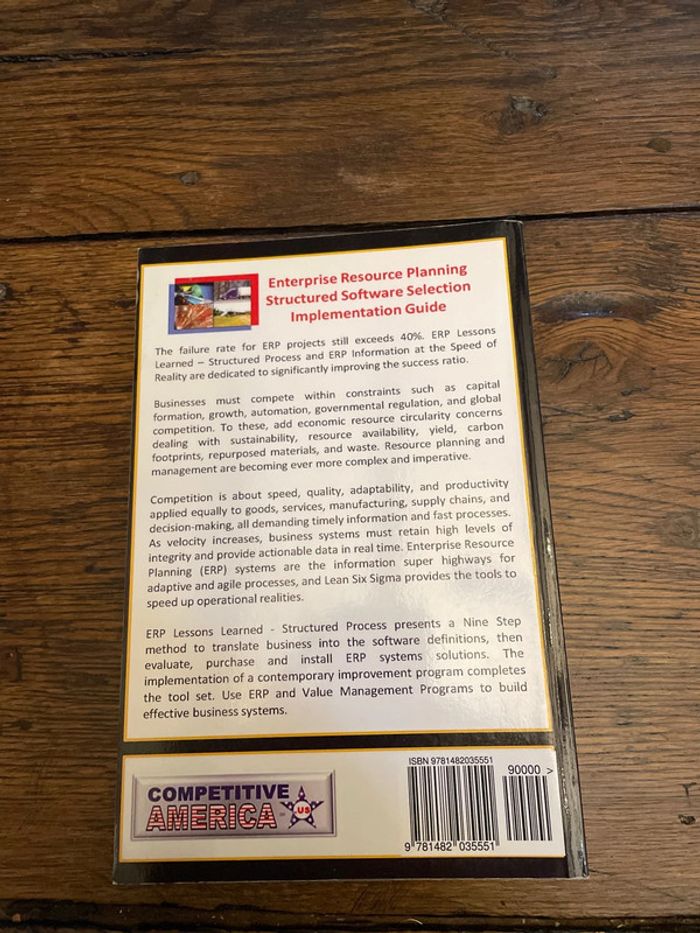 Enterprise Resource Planning
Structured Software Selection
Implementation Guide
The failure rate for ERP projects still exceeds 40%. ERP Lessons
Learned – Structured Process and ERP Information at the Speed of
Reality are dedicated to significantly improving the success ratio.
Businesses must compete within constraints such as capital
formation, growth, automation, governmental regulation, and global
competition. To these, add economic resource circularity concerns
dealing with sustainability, resource availability, yield, carbon
footprints, repurposed materials, and waste. Resource planning and
management are becoming ever more complex and imperative.
Competition is about speed, quality, adaptability, and productivity
applied equally to goods, services, manufacturing, supply chains, and
decision-making, all demanding timely information and fast processes.
As velocity increases, business systems must retain high levels of
integrity and provide actionable data in real time. Enterprise Resource
Planning (ERP) systems are the information super highways for
adaptive and agile processes, and Lean Six Sigma provides the tools to
speed up operational realities.
ERP Lessons Learned - Structured Process presents a Nine Step
method to translate business into the software definitions, then
evaluate, purchase and install ERP systems solutions. The
implementation of a contemporary improvement program completes
the tool set. Use ERP and Value Management Programs to build
effective business systems.
COMPETITIVE
AMERICA
.US
ISBN 9781482035551
90000 >
9 781482 035551